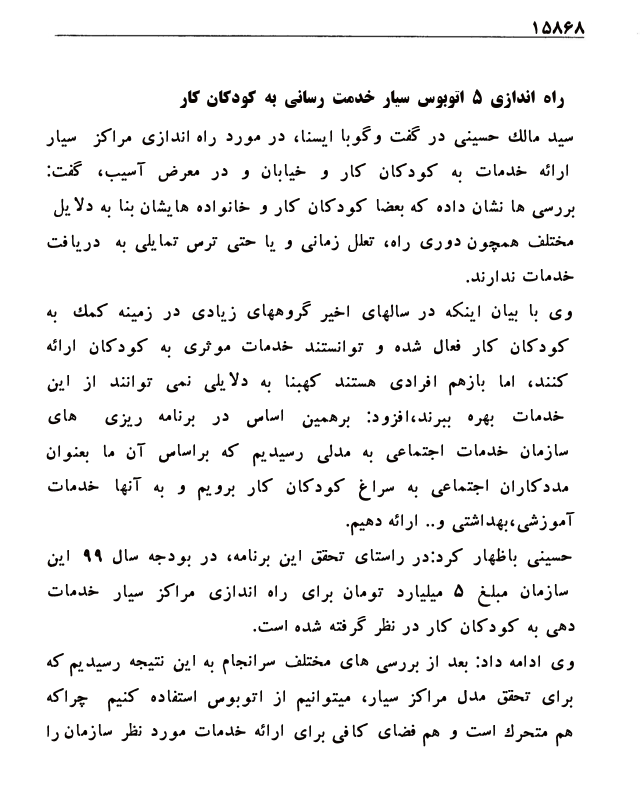 ۱۵۸۶۸
راه اندازی ۵ اتوبوس سیار خدمت رسانی به کودکان کار
سید مالك حسینی در گفت وگوبا ایسنا، در مورد راه اندازی مراکز سیار
ارائه خدمات به کودکان کار و خیابان و در معرض آسیب، گفت:
بررسی ها نشان داده که بعضا کودکان کار و خانواده هایشان بنا به دلایل
مختلف همچون دوری راه، تعلل زمانی و یا حتی ترس تمایلی به دریافت
خدمات ندارند.
وی با بیان اینکه در سالهای اخیر گروههای زیادی در زمینه کمك به
کودکان کار فعال شده و توانستند خدمات موثری به کودکان ارائه
کنند، اما بازهم افرادی هستند کهبنا به دلایلی نمی توانند از این
خدمات بهره ببرند،افزود: برهمین اساس در برنامه ریزی های
سازمان خدمات اجتماعی به مدلی رسیدیم که براساس آن ما بعنوان
مددکاران اجتماعی به سراغ کودکان کار برویم و به آنها خدمات
آموزشی،بهداشتی و.. ارائه دهیم.
حسینی باظهار کرد:در راستای تحقق این برنامه، در بودجه سال ۹۹ این
سازمان مبلغ ۵ میلیارد تومان برای راه اندازی مراکز سیار خدمات
دهی به کودکان کار در نظر گرفته شده است.
وی ادامه داد: بعد از بررسی های مختلف سرانجام به این نتیجه رسیدیم که
برای تحقق مدل مراکز سیار، میتوانیم از اتوبوس استفاده کنیم چراکه
هم متحرك است و هم فضای کافی برای ارائه خدمات مورد نظر سازمان را